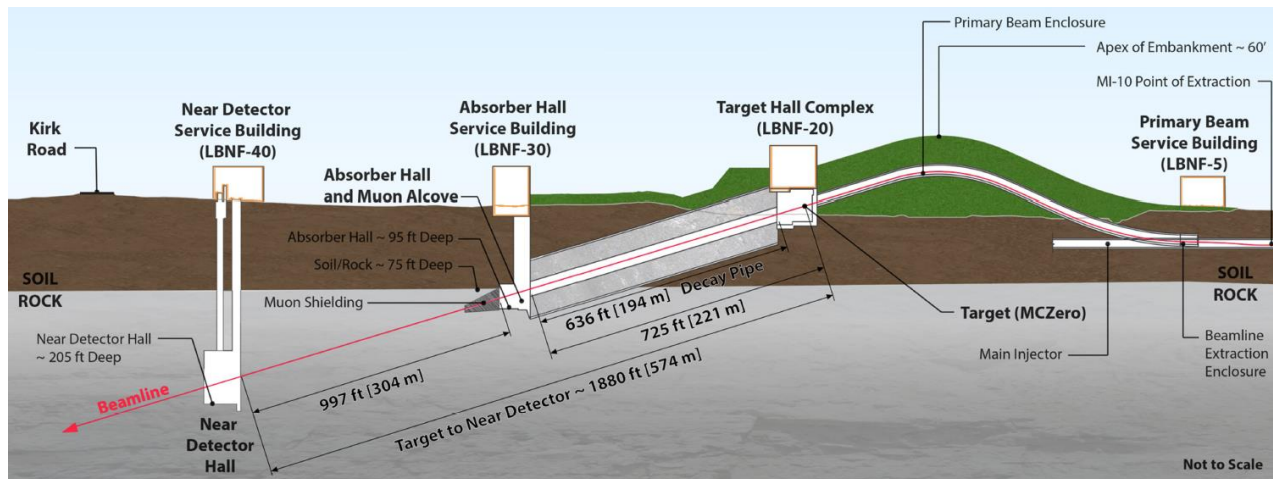 Primary Beam Enclosure
Apex of Embankment ~ 60'
MI-10 Point of Extraction
Near Detector
Service Building
(LBNF-40)
Absorber Hall
Service Building
(LBNF-30)
Target Hall Complex
(LBNF-20)
Primary Beam
Service Building
(LBNF-5)
Kirk
Road
Absorber Hall
and Muon Alcove
Absorber Hall ~ 95 ft Deep
Soil/Rock ~ 75 ft Deep
SOIL
ROCK
Muon Shielding
SOIL
ROCK
636 ft [194 m] Decay Pipe
725 ft [221 m]
Target (MCZero)
Near Detector Hall
~ 205 ft Deep
Main Injector
Beamline
Extraction
Enclosure
997 ft [304 m]
Target to Near Detector ~ 1880 ft [574 m]
Beamline
Near
Detector
Hall
Not to Scale